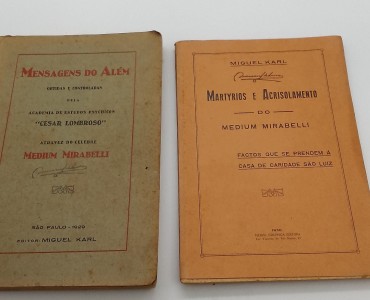 MENSAGENS DO ALÉM
OBTIDAS E CONTROLADAS
PELA
ACADEMIA DE ESTUDOS PSYCHICOS
"CESAR LOMBROSO"
ATRAVEZ DO CELEBRE
MEDIUM MIRABELLI
SÃO PAULO - 1929
EDITOR: MIGUEL KARL
MIGUEL KARL
MARTYRIOS E ACRISOLAMENTO
DO
MEDIUM MIRABELLI
FACTOS QUE SE PRENDEM Á
CASA DE CARIDADE SÃO LUIZ